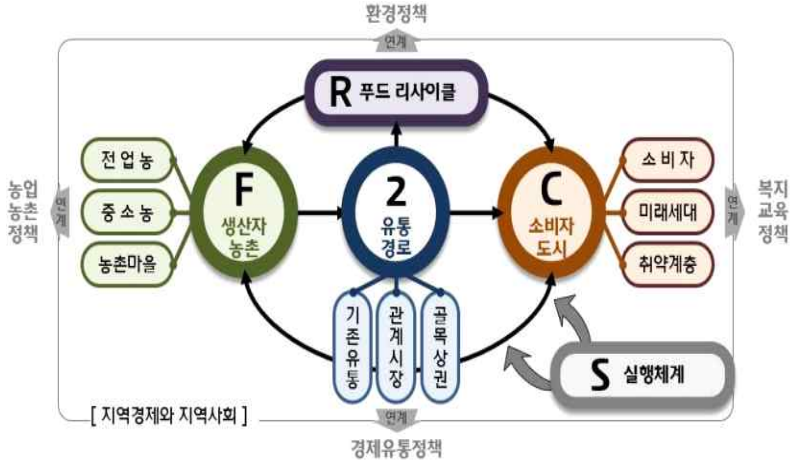 환경정책
연계
R 푸드 리사이클
전업농
중소농
농촌마을
농업
농촌
정책
연계
F
생산자
농촌
2
유통
경로
C
소비자
도시
소비자
미래세대
취약계층
연계
복지
교육
정책
기존유통
관계시장
골목상권
S 실행체계
[ 지역경제와 지역사회 ]
연계
경제유통정책